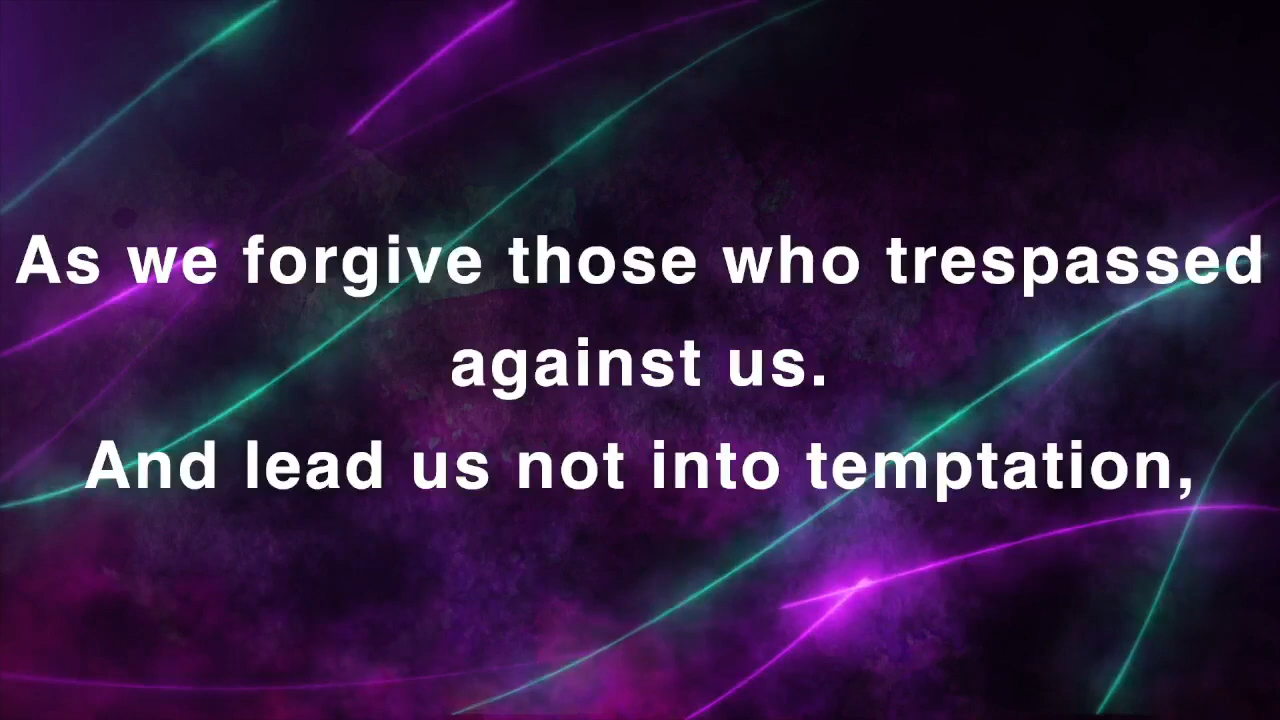 As we forgive those who trespassed
against us.
And lead us not into temptation,